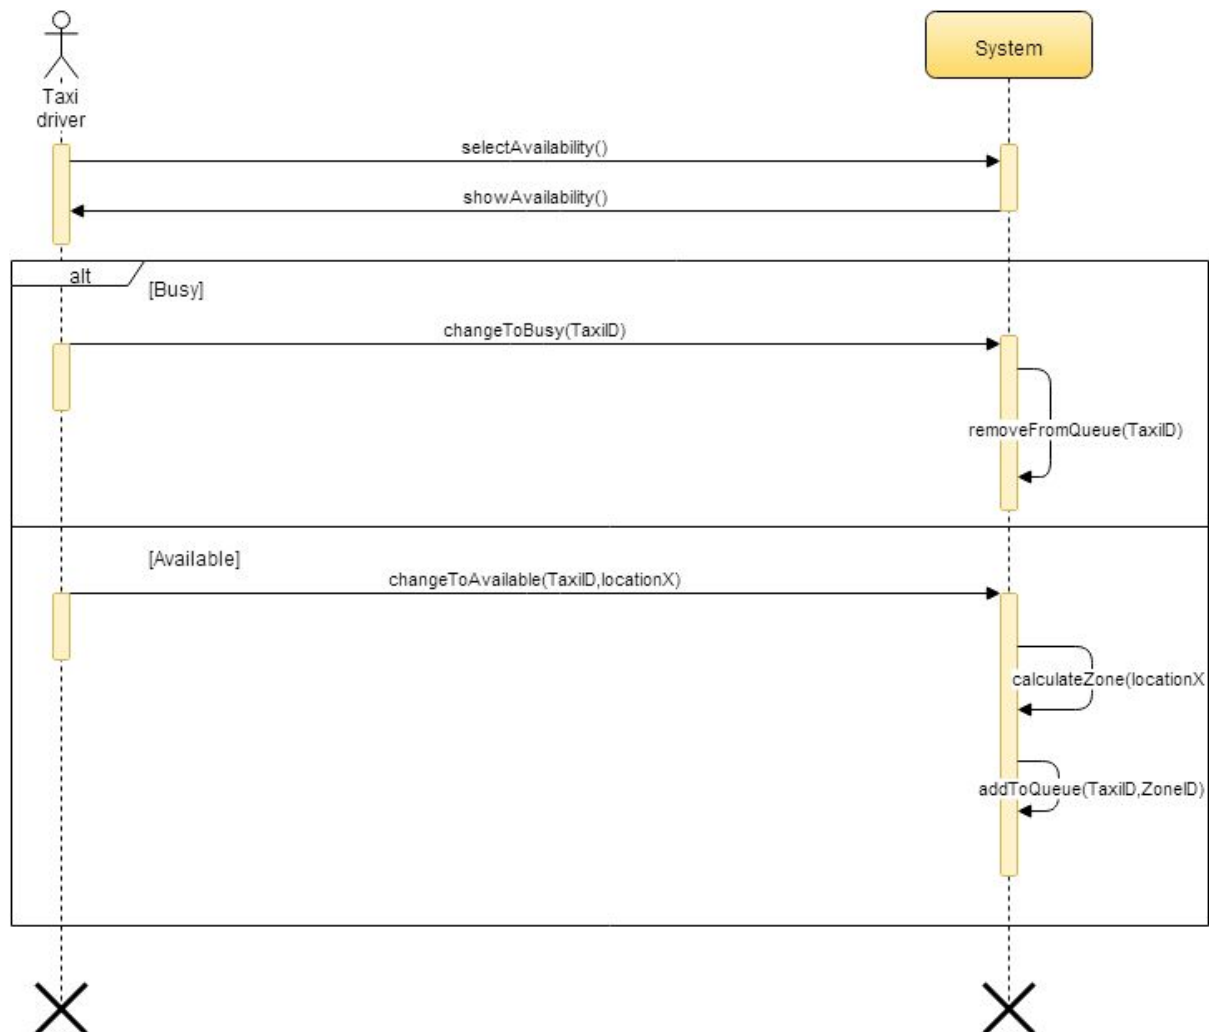 System
Taxi
driver
selectAvailability()
showAvailability()
alt
[Busy]
changeToBusy(TaxiID)
removeFromQueue(TaxiID)
[Available]
changeToAvailable(TaxiID,locationX)
calculateZone(locationX
addToQueue(TaxiID,ZoneID)